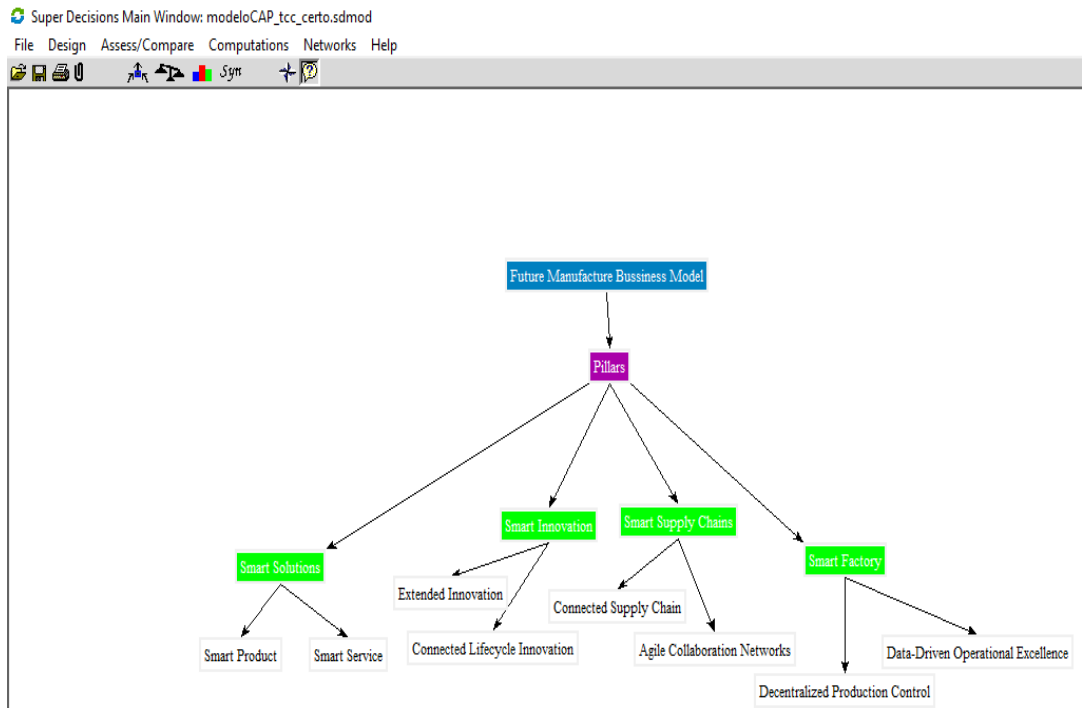 Super Decisions Main Window: modeloCAP_tcc_certo.sdmod
File Design Assess/Compare Computations Networks Help
Syn
Future Manufacture Bussiness Model
Pillars
Smart Innovation
Smart Supply Chains
Smart Solutions
Smart Factory
Extended Innovation
Connected Supply Chain
Smart Product
Smart Service
Connected Lifecycle Innovation
Agile Collaboration Networks
Data-Driven Operational Excellence
Decentralized Production Control